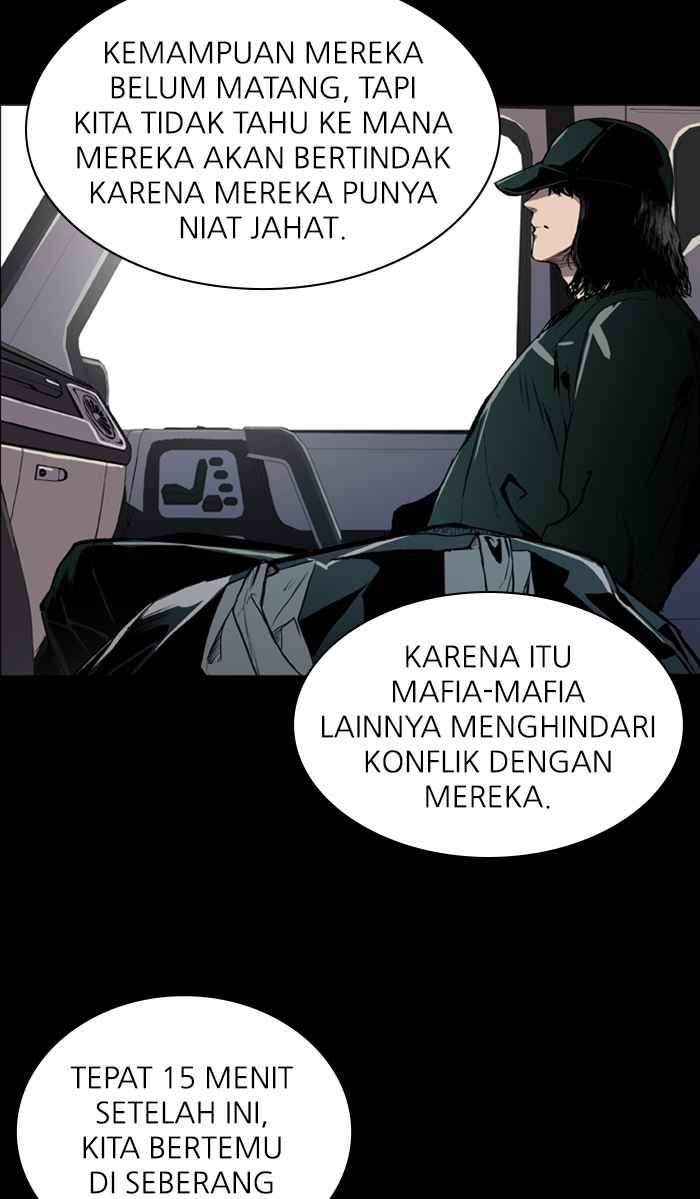 KEMAMPUAN MEREKA
BELUM MATANG, TAPI
KITA TIDAK TAHU KE MANA
MEREKA AKAN BERTINDAK
KARENA MEREKA PUNYA
NIAT JAHAT.
KARENA ITU
MAFIA-MAFIA
LAINNYA MENGHINDARI
KONFLIK DENGAN
MEREKA.
TEPAT 15 MENIT
SETELAH INI,
KITA BERTEMU
DI SEBERANG